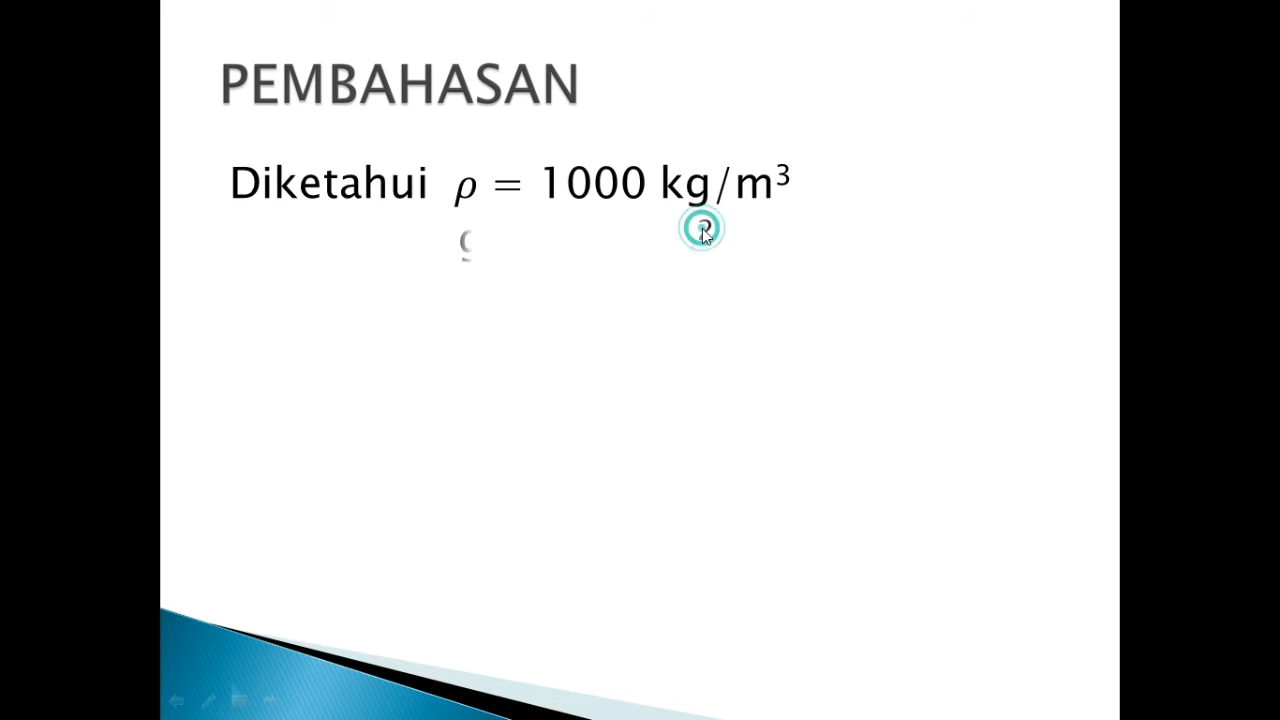 PEMBAHASAN
Diketahui ρ = 1000 kg/m³